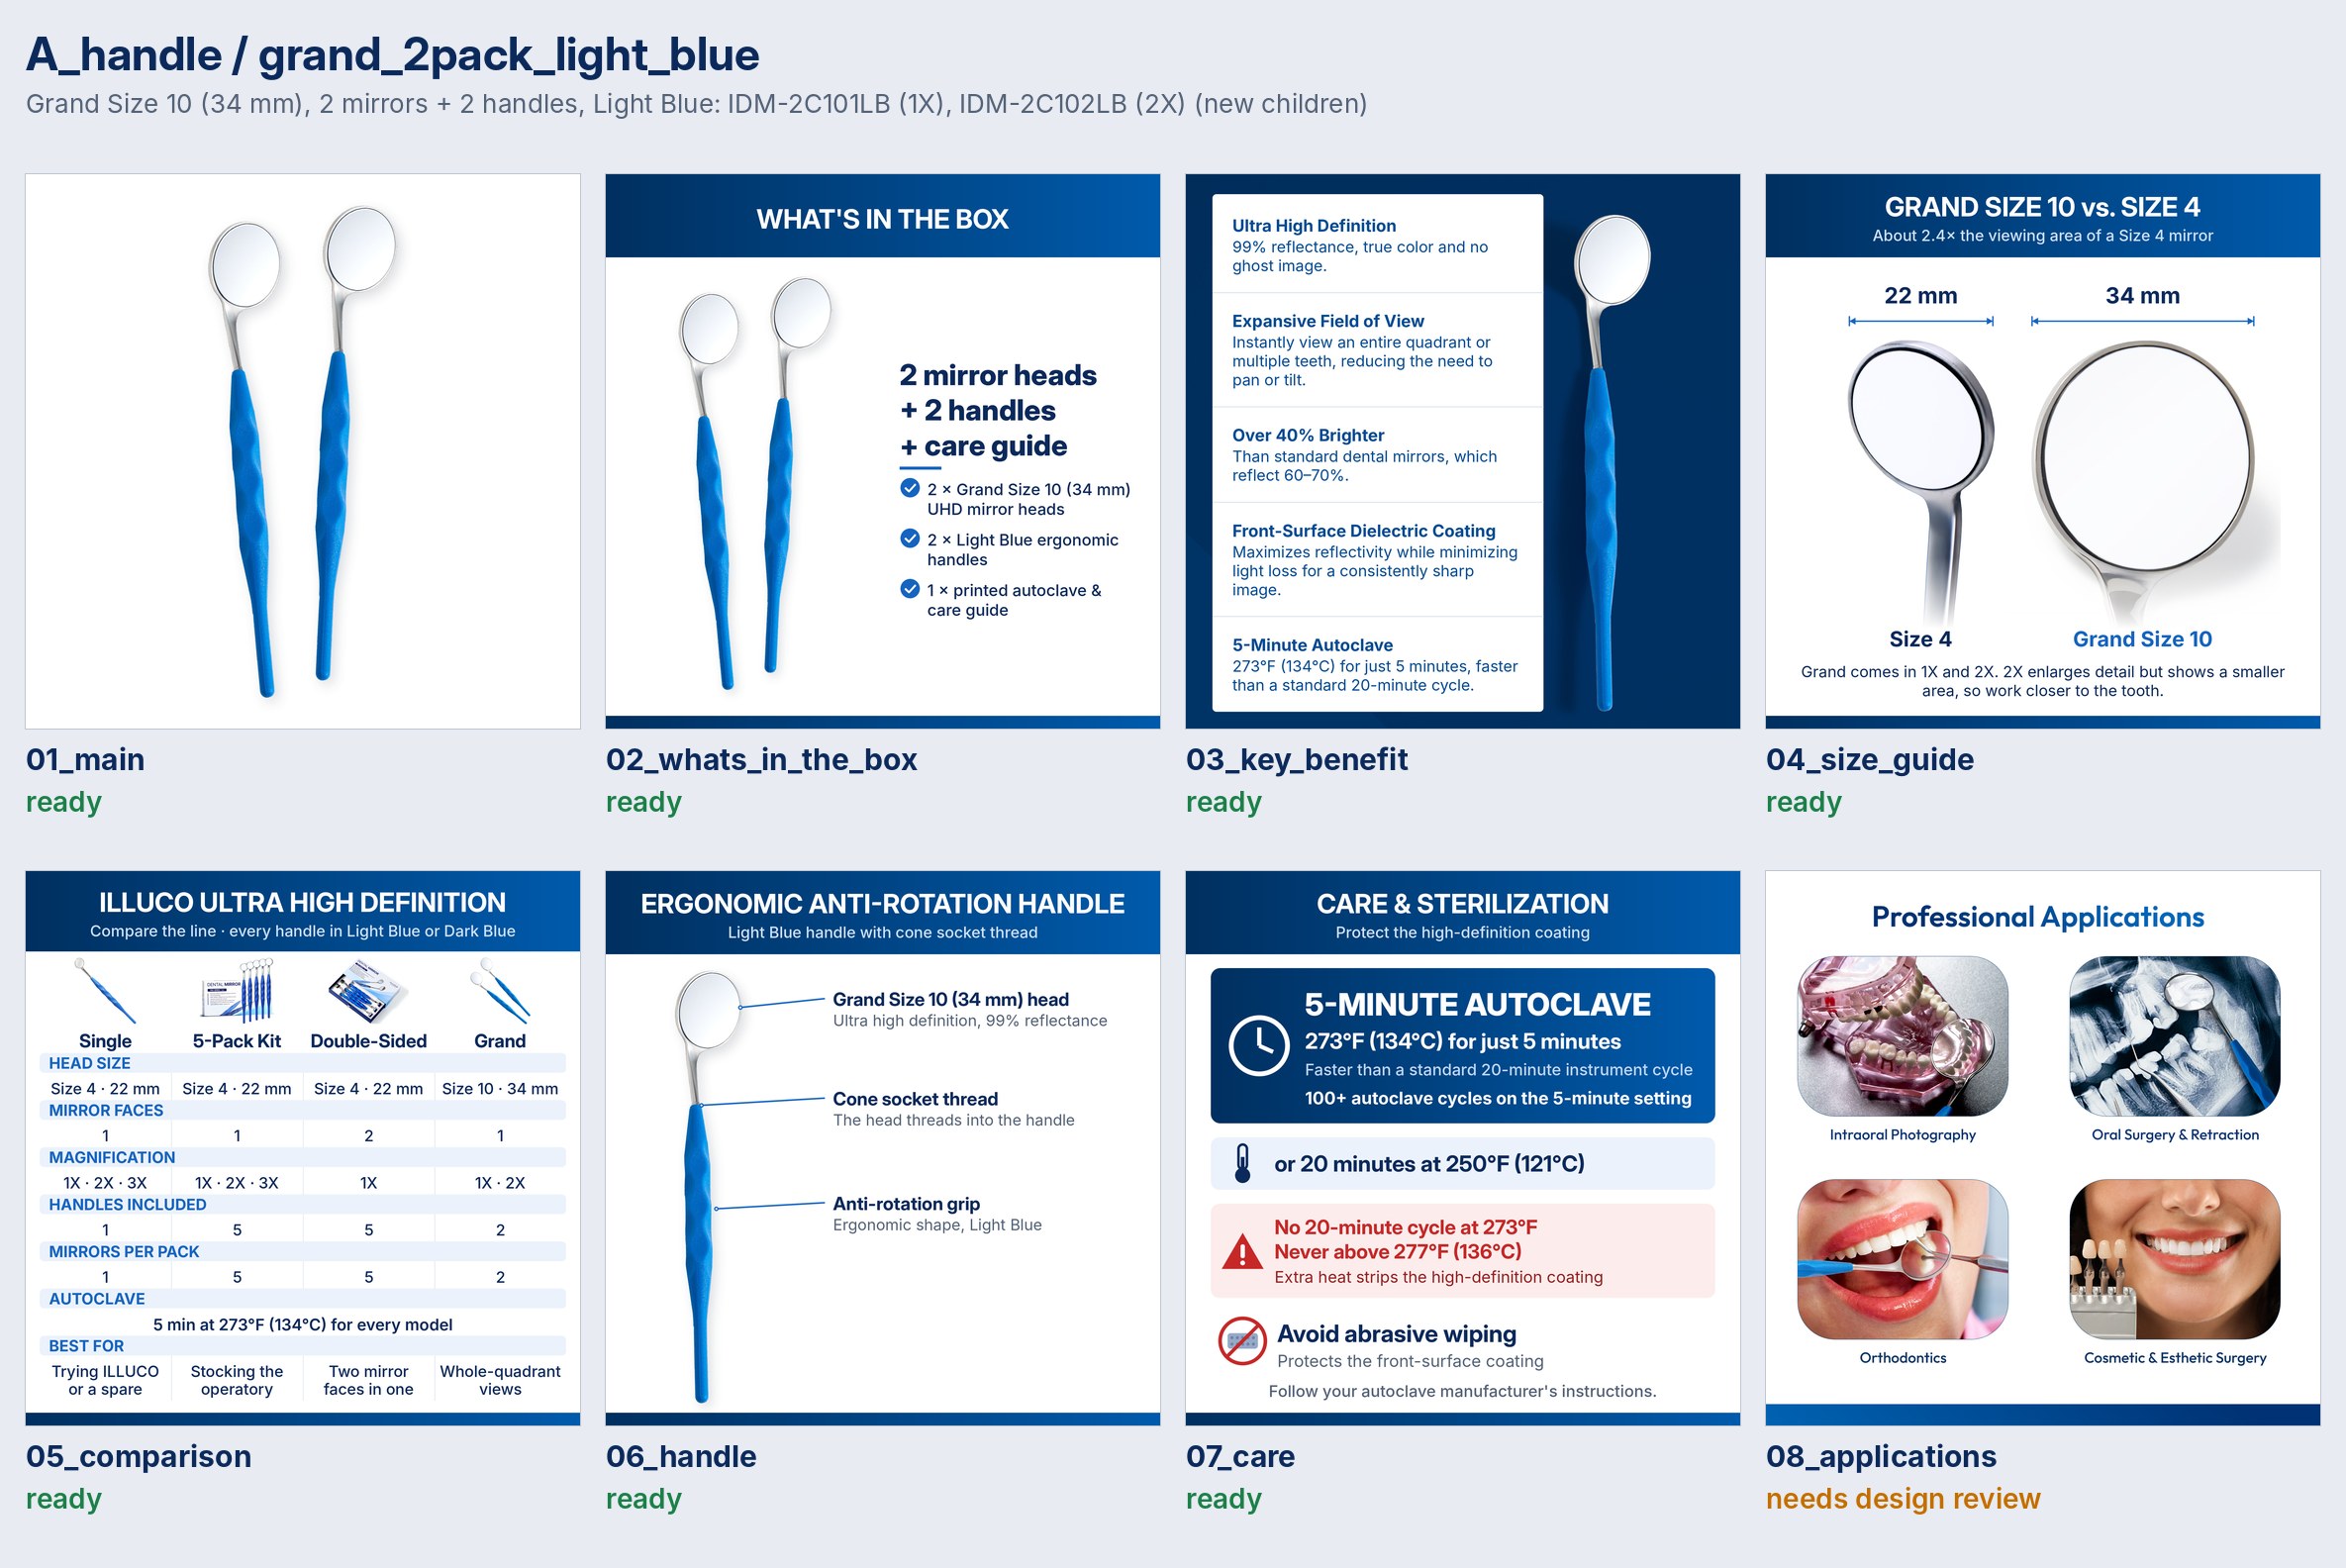 A_handle / grand_2pack_light_blue
Grand Size 10 (34 mm), 2 mirrors + 2 handles, Light Blue: IDM-2C101LB (1X), IDM-2C102LB (2X) (new children)
01_main
ready
WHAT'S IN THE BOX
2 mirror heads
+ 2 handles
+ care guide
2 × Grand Size 10 (34 mm)
UHD mirror heads
2 × Light Blue ergonomic
handles
1 × printed autoclave &
care guide
02_whats_in_the_box
ready
Ultra High Definition
99% reflectance, true color and no
ghost image.
Expansive Field of View
Instantly view an entire quadrant or
multiple teeth, reducing the need to
pan or tilt.
Over 40% Brighter
Than standard dental mirrors, which
reflect 60–70%.
Front-Surface Dielectric Coating
Maximizes reflectivity while minimizing
light loss for a consistently sharp
image.
5-Minute Autoclave
273°F (134°C) for just 5 minutes, faster
than a standard 20-minute cycle.
03_key_benefit
ready
GRAND SIZE 10 vs. SIZE 4
About 2.4× the viewing area of a Size 4 mirror
22 mm
34 mm
Size 4
Grand Size 10
Grand comes in 1X and 2X. 2X enlarges detail but shows a smaller
area, so work closer to the tooth.
04_size_guide
ready
ILLUCO ULTRA HIGH DEFINITION
Compare the line · every handle in Light Blue or Dark Blue
DENTAL MIRROR
Single 5-Pack Kit Double-Sided Grand
HEAD SIZE
Size 4 · 22 mm Size 4 · 22 mm Size 4 · 22 mm Size 10 · 34 mm
MIRROR FACES
1 1 2 1
MAGNIFICATION
1X · 2X · 3X 1X · 2X · 3X 1X 1X · 2X
HANDLES INCLUDED
1 5 5 2
MIRRORS PER PACK
1 5 5 2
AUTOCLAVE
5 min at 273°F (134°C) for every model
BEST FOR
Trying ILLUCO Stocking the Two mirror Whole-quadrant
or a spare operatory faces in one views
05_comparison
ready
ERGONOMIC ANTI-ROTATION HANDLE
Light Blue handle with cone socket thread
Grand Size 10 (34 mm) head
Ultra high definition, 99% reflectance
Cone socket thread
The head threads into the handle
Anti-rotation grip
Ergonomic shape, Light Blue
06_handle
ready
CARE & STERILIZATION
Protect the high-definition coating
5-MINUTE AUTOCLAVE
273°F (134°C) for just 5 minutes
Faster than a standard 20-minute instrument cycle
100+ autoclave cycles on the 5-minute setting
or 20 minutes at 250°F (121°C)
No 20-minute cycle at 273°F
Never above 277°F (136°C)
Extra heat strips the high-definition coating
Avoid abrasive wiping
Protects the front-surface coating
Follow your autoclave manufacturer's instructions.
07_care
ready
Professional Applications
Intraoral Photography
Oral Surgery & Retraction
Orthodontics
Cosmetic & Esthetic Surgery
08_applications
needs design review